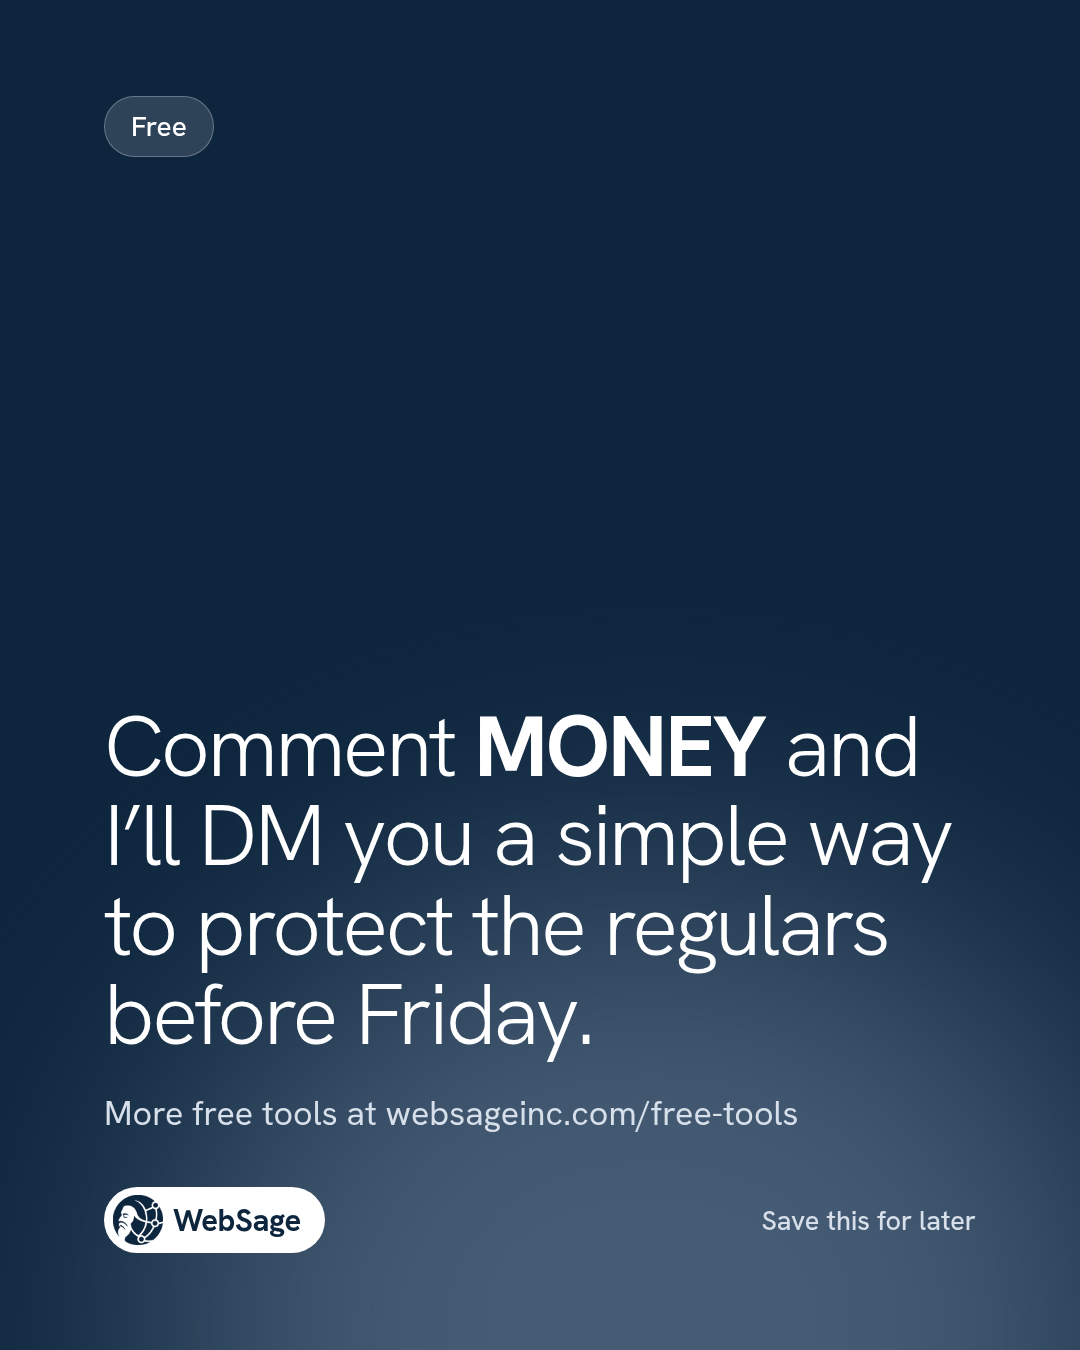 Free
Comment MONEY and
I’ll DM you a simple way
to protect the regulars
before Friday.
More free tools at websageinc.com/free-tools
WebSage
Save this for later